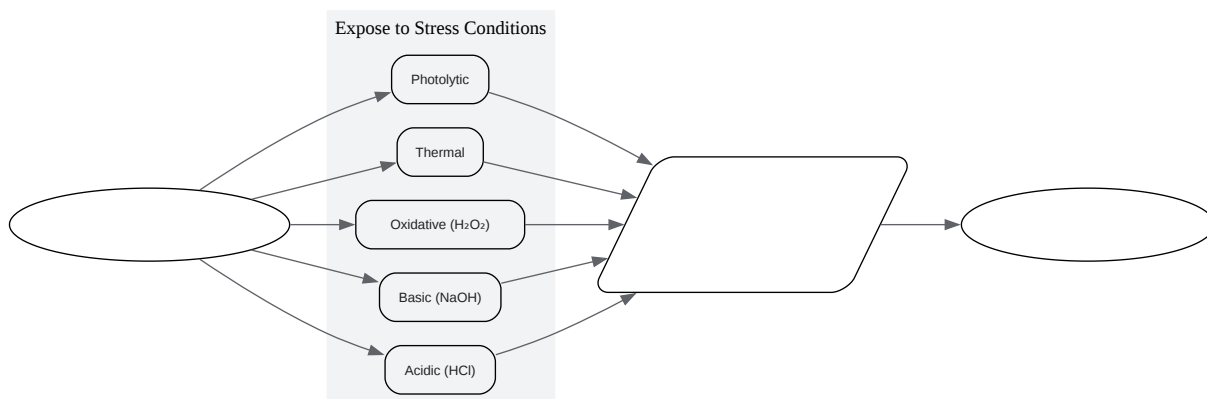 Expose to Stress Conditions
Photolytic
Thermal
Oxidative (H₂O₂)
Basic (NaOH)
Acidic (HCl)